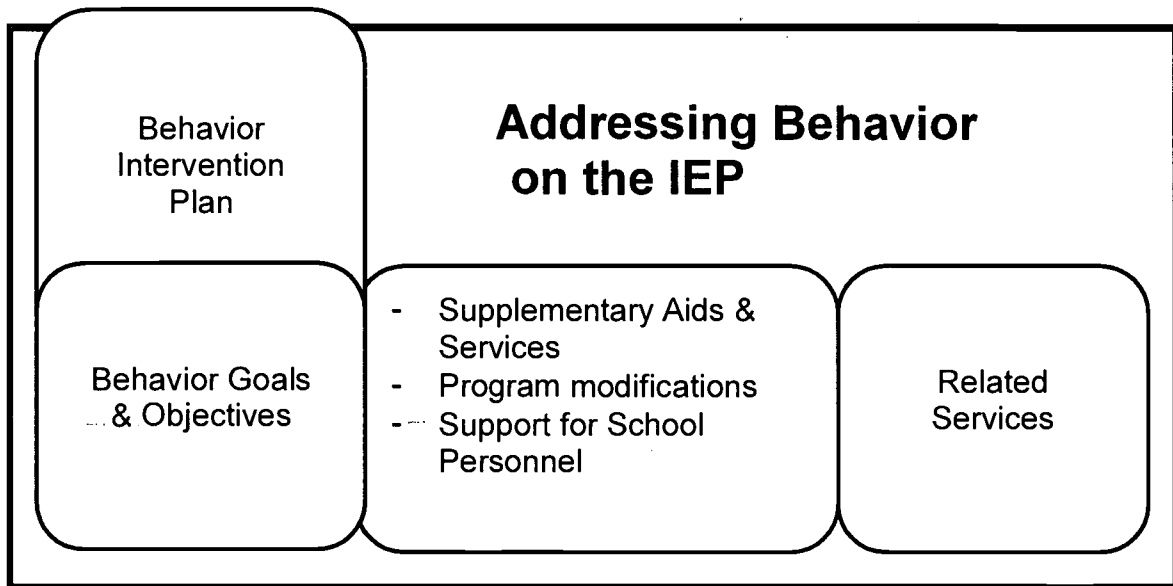 Behavior
Intervention
Plan
Addressing Behavior
on the IEP
Behavior Goals
& Objectives
- Supplementary Aids &
Services
- Program modifications
- Support for School
Personnel
Related
Services